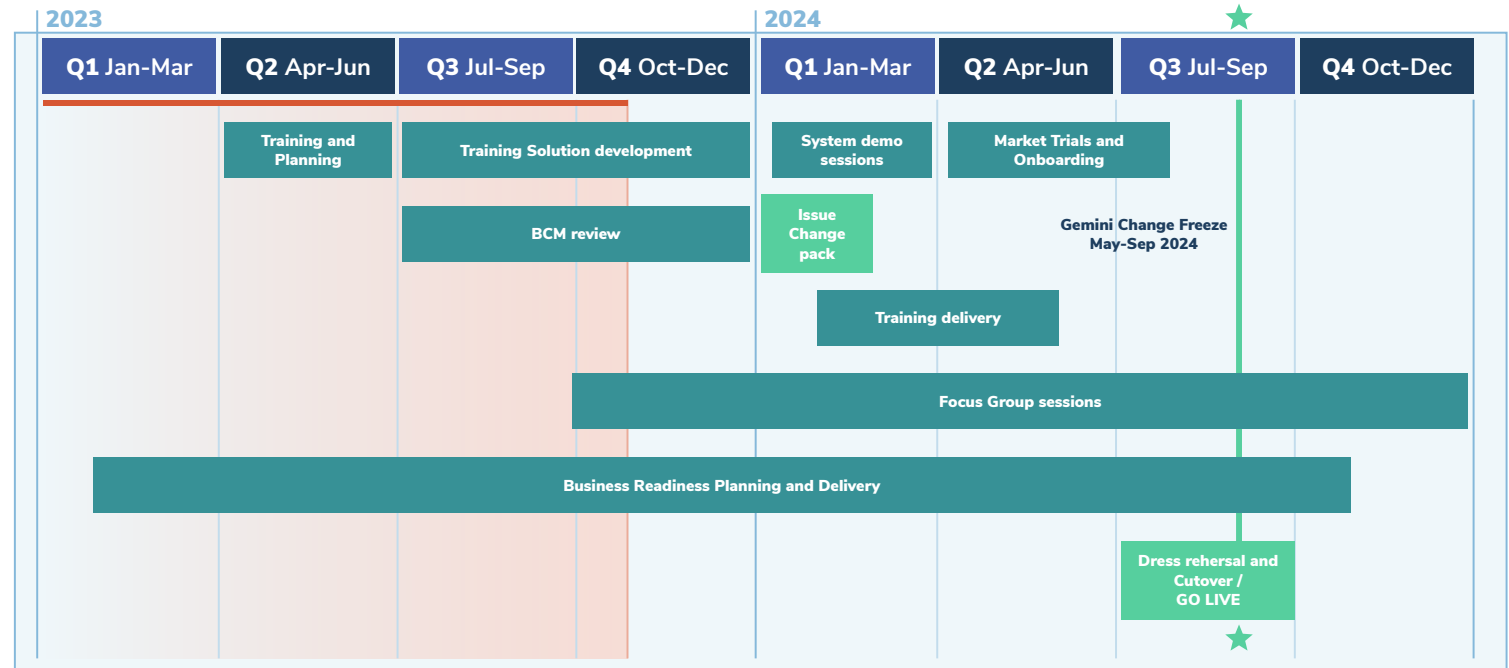 2023
2024
Q1 Jan-Mar
Q2 Apr-Jun
Q3 Jul-Sep
Q4 Oct-Dec
Q1 Jan-Mar
Q2 Apr-Jun
Q3 Jul-Sep
Q4 Oct-Dec
Training and
Planning
Training Solution development
System demo
sessions
Market Trials and
Onboarding
BCM review
Issue
Change
pack
Gemini Change Freeze
May-Sep 2024
Training delivery
Focus Group sessions
Business Readiness Planning and Delivery
Dress rehersal and
Cutover /
GO LIVE